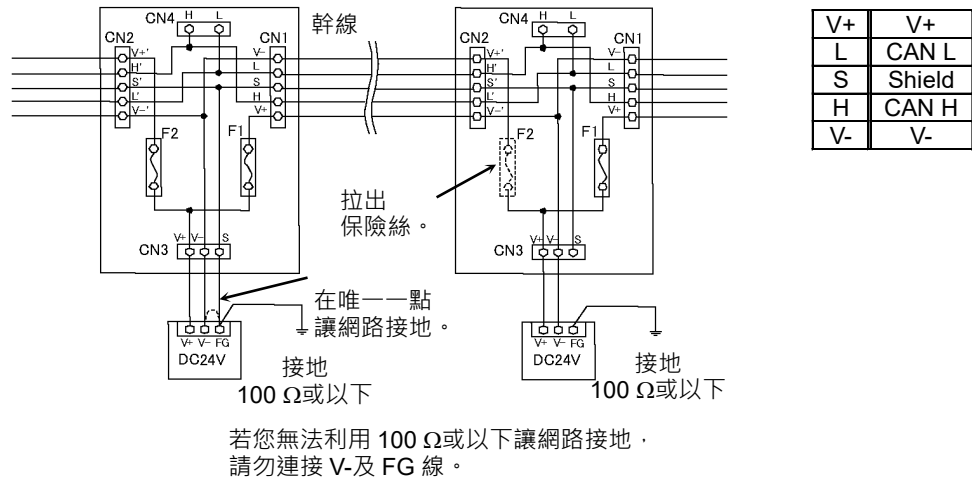 CN4 H L
幹線
CN2
CN1
V+'
H'
S'
L'
V-'
V-
L
S
H
V+
F2
F1
V+ V- S
CN3
V+ V- FG
DC24V
接地
100 Ω或以下
在唯一一點
讓網路接地。
CN4 H L
CN2
CN1
V+'
H'
S'
L'
V-'
V-
L
S
H
V+
F2
F1
拉出
保險絲。
V+ V- S
CN3
V+ V- FG
DC24V
接地
100 Ω或以下
V+ V+
L CAN L
S Shield
H CAN H
V- V-
若您無法利用 100 Ω或以下讓網路接地，
請勿連接 V-及 FG 線。